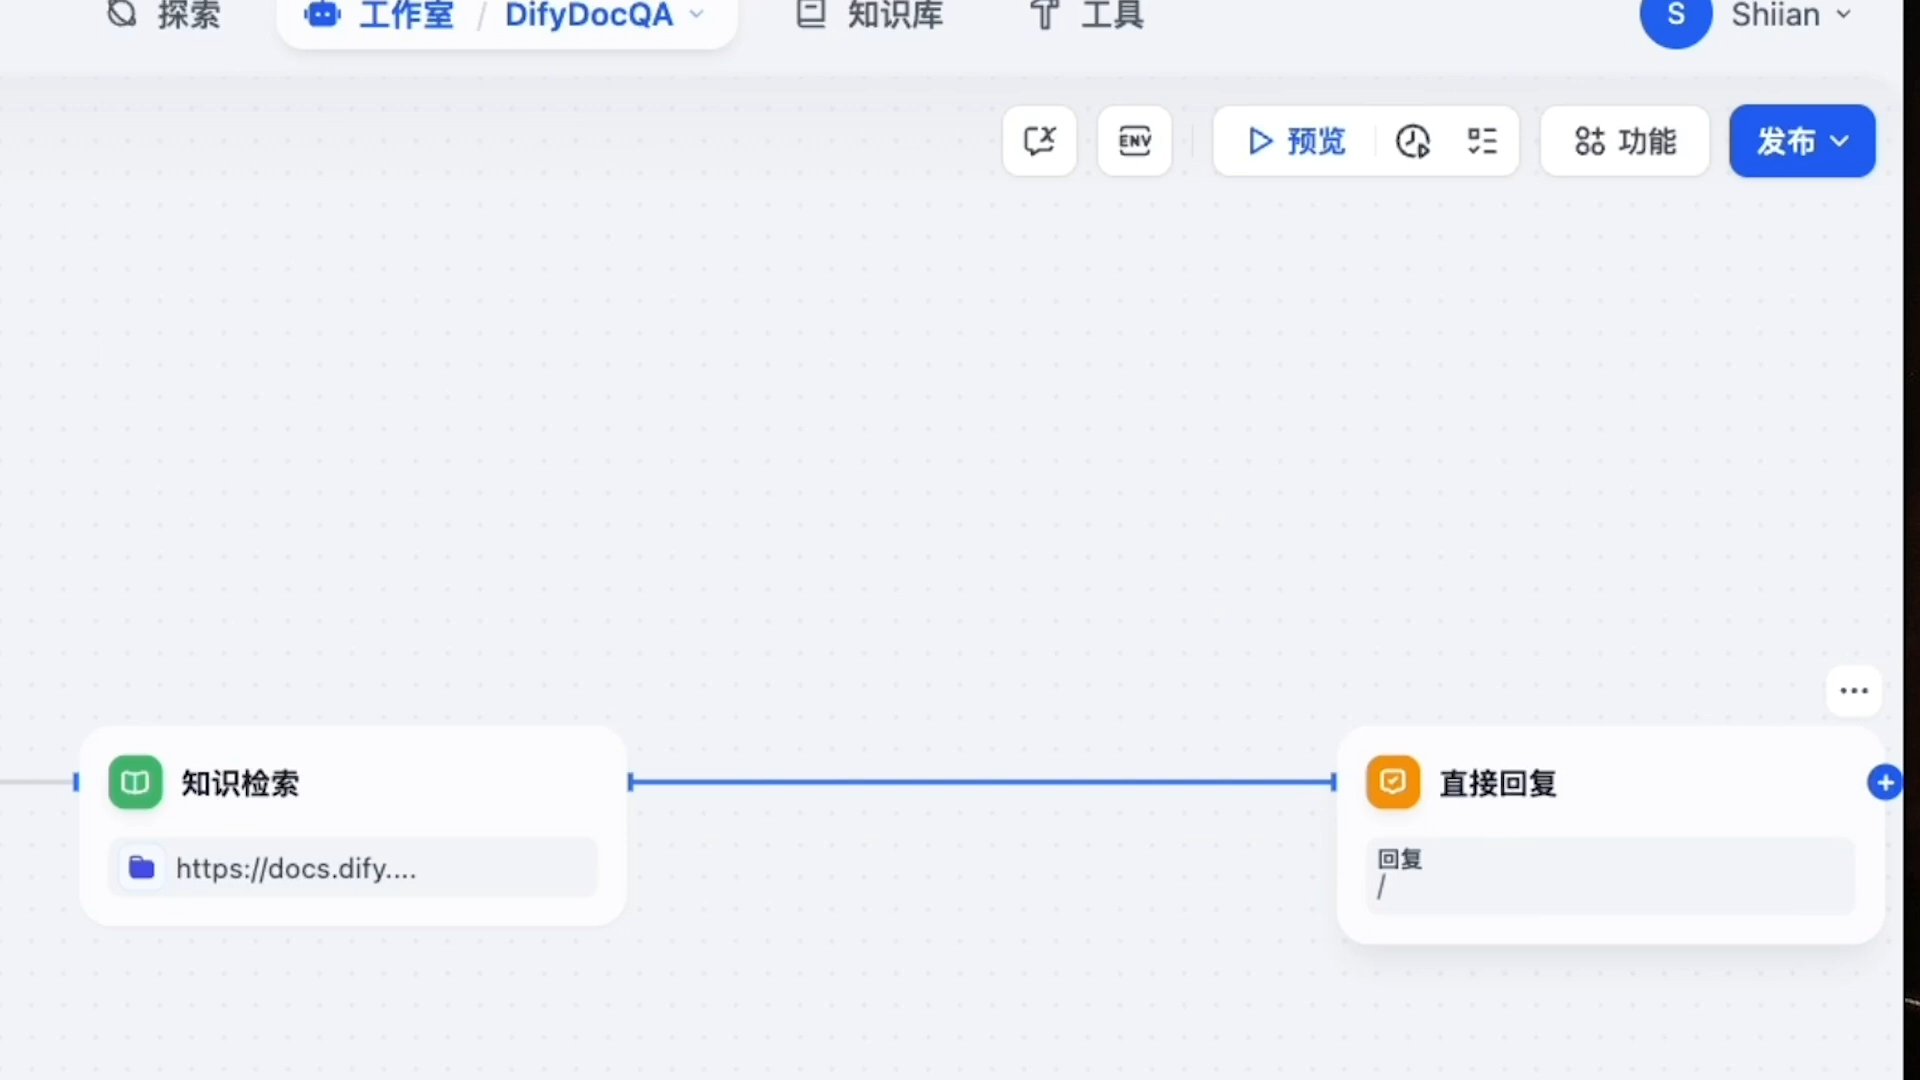 探索
工作室 / DifyDocQA
知识库
工具
S Shiian
ENV
预览
功能
发布
知识检索
https://docs.dify....
直接回复
回复
/